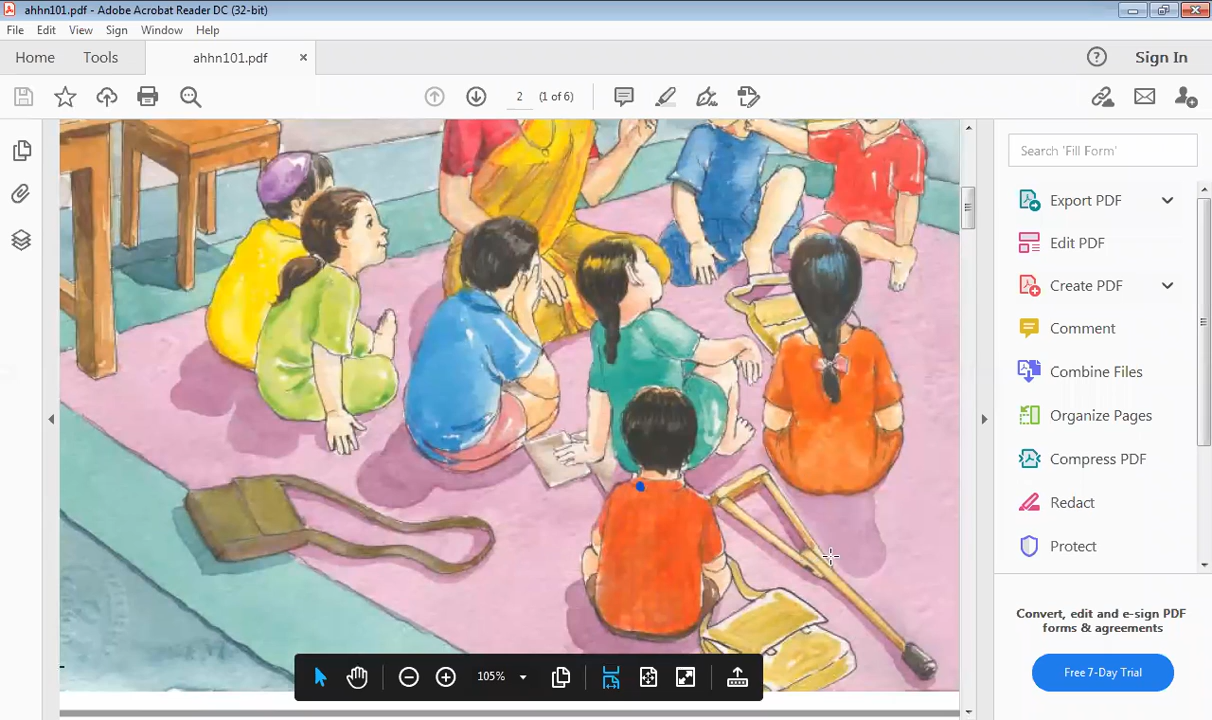 ahhn101.pdf - Adobe Acrobat Reader DC (32-bit)
File Edit View Sign Window Help
Home Tools ahhn101.pdf × Sign In
2 (1 of 6)
Search 'Fill Form'
Export PDF
Edit PDF
Create PDF
Comment
Combine Files
Organize Pages
Compress PDF
Redact
Protect
Convert, edit and e-sign PDF
forms & agreements
Free 7-Day Trial
105%